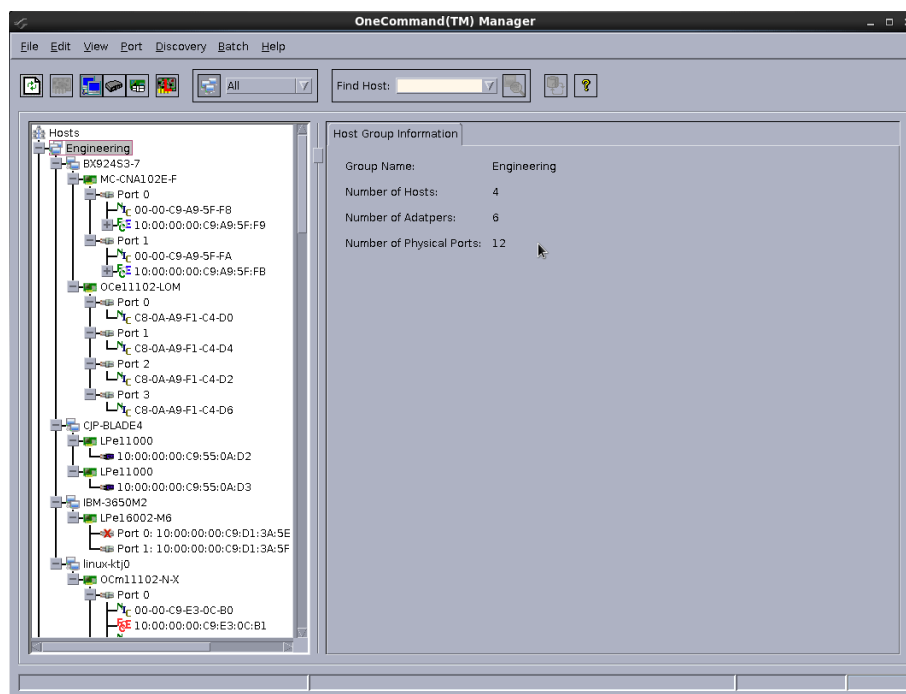 OneCommand(TM) Manager
File Edit View Port Discovery Batch Help
All
Find Host:
Hosts
Engineering
BX924S3-7
MC-CNA102E-F
Port 0
00-00-C9-A9-5F-F8
10:00:00:00:C9:A9:5F:F9
Port 1
00-00-C9-A9-5F-FA
10:00:00:00:C9:A9:5F:FB
OCe11102-LOM
Port 0
C8-0A-A9-F1-C4-D0
Port 1
C8-0A-A9-F1-C4-D4
Port 2
C8-0A-A9-F1-C4-D2
Port 3
C8-0A-A9-F1-C4-D6
CJP-BLADE4
LPe11000
10:00:00:00:C9:55:0A:D2
LPe11000
10:00:00:00:C9:55:0A:D3
IBM-3650M2
LPe16002-M6
Port 0: 10:00:00:00:C9:D1:3A:5E
Port 1: 10:00:00:00:C9:D1:3A:5F
linux-ktj0
OCm11102-N-X
Port 0
00-00-C9-E3-0C-B0
10:00:00:00:C9:E3:0C:B1
Host Group Information
Group Name: Engineering
Number of Hosts: 4
Number of Adatpers: 6
Number of Physical Ports: 12